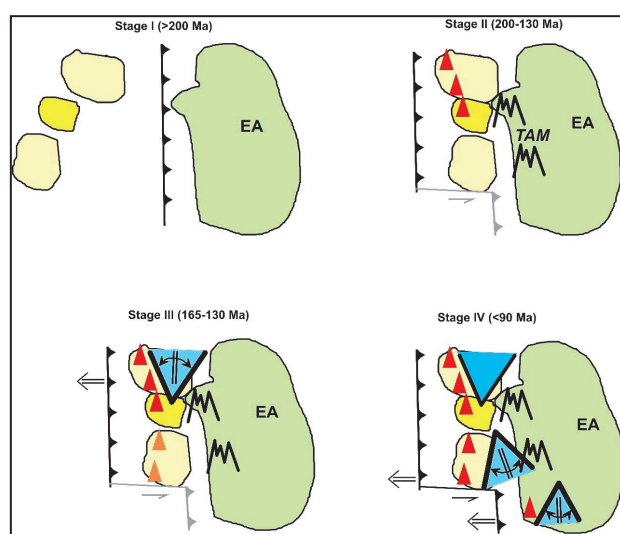 Stage I (>200 Ma)
EA
Stage II (200-130 Ma)
TAM
EA
Stage III (165-130 Ma)
EA
Stage IV (<90 Ma)
EA